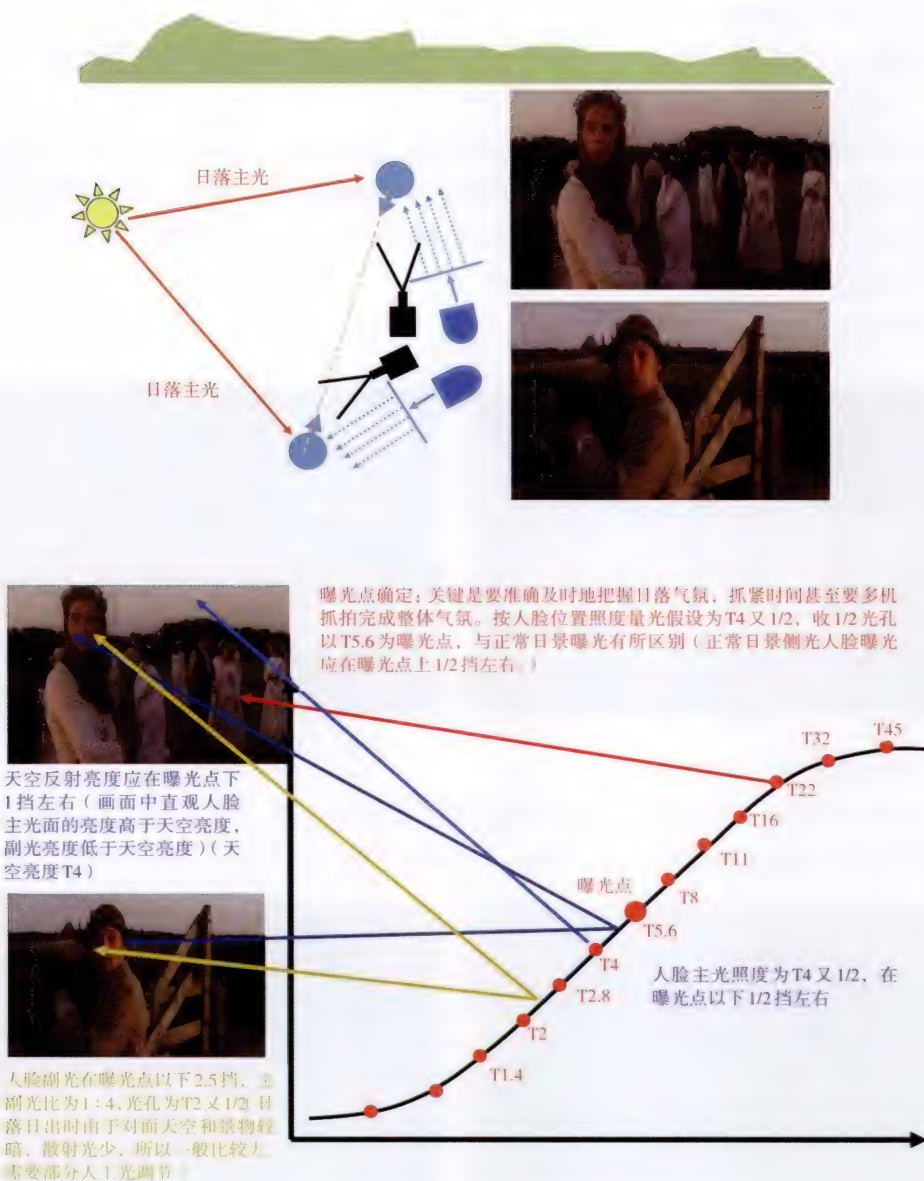 日落主光
日落主光
曝光点确定：关键是要准确及时地把握日落气氛，抓紧时间甚至要多机
抓拍完成整体气氛。按人脸位置照度量光假设为T4又1/2，收1/2光孔
以T5.6为曝光点，与正常日景曝光有所区别（正常日景侧光人脸曝光
应在曝光点上1/2挡左右。）
天空反射亮度应在曝光点下
1挡左右（画面中直观人脸
主光面的亮度高于天空亮度，
副光亮度低于天空亮度）（天
空亮度T4）
T45
T32
T22
T16
T11
T8
曝光点
T5.6
T4
T2.8
T2
T1.4
人脸主光照度为T4又1/2，在
曝光点以下1/2挡左右
人脸副光在曝光点以下2.5挡，主
副光比为1：4，光孔为T2又1/2（日
落日出时由于对面天空和景物较
暗，散射光少，所以一般比较大，
需要部分人工光调节